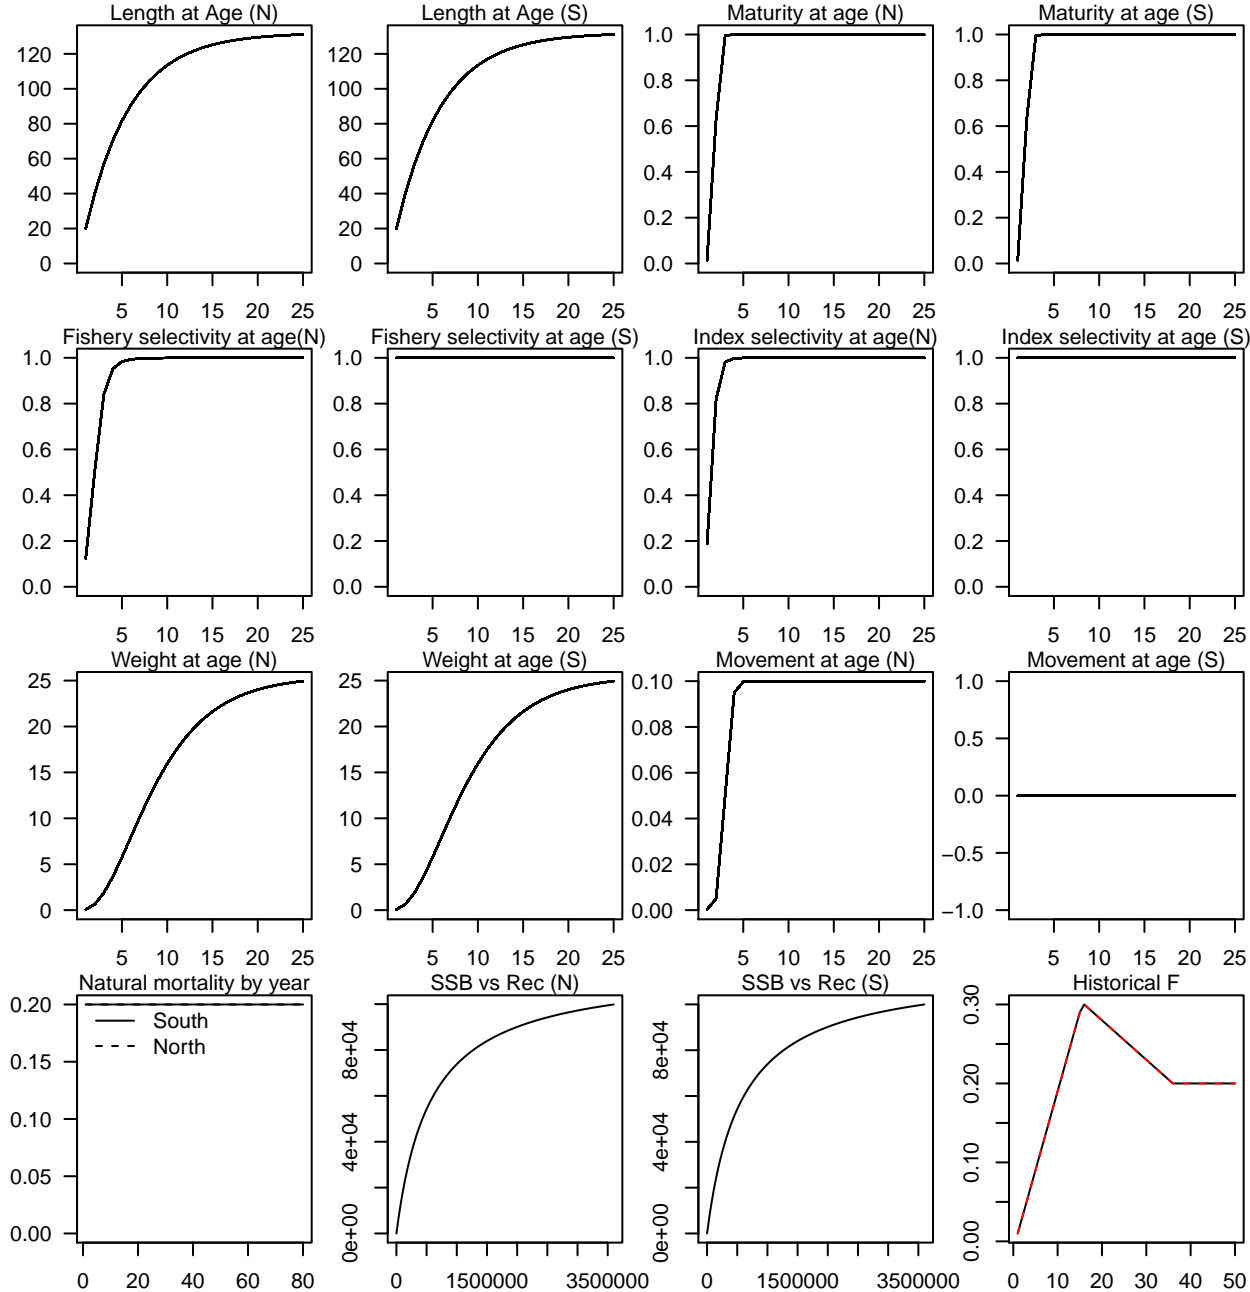 Length at Age (N)
0
20
40
60
80
100
120
5 10 15 20 25
Length at Age (S)
0
20
40
60
80
100
120
5 10 15 20 25
Maturity at age (N)
0.0
0.2
0.4
0.6
0.8
1.0
5 10 15 20 25
Maturity at age (S)
0.0
0.2
0.4
0.6
0.8
1.0
5 10 15 20 25
Fishery selectivity at age(N)
0.0
0.2
0.4
0.6
0.8
1.0
5 10 15 20 25
Fishery selectivity at age (S)
0.0
0.2
0.4
0.6
0.8
1.0
5 10 15 20 25
Index selectivity at age(N)
0.0
0.2
0.4
0.6
0.8
1.0
5 10 15 20 25
Index selectivity at age (S)
0.0
0.2
0.4
0.6
0.8
1.0
5 10 15 20 25
Weight at age (N)
0
5
10
15
20
25
5 10 15 20 25
Weight at age (S)
0
5
10
15
20
25
5 10 15 20 25
Movement at age (N)
0.00
0.02
0.04
0.06
0.08
0.10
5 10 15 20 25
Movement at age (S)
−1.0
−0.5
0.0
0.5
1.0
5 10 15 20 25
Natural mortality by year
0.00
0.05
0.10
0.15
0.20
South
North
0 20 40 60 80
SSB vs Rec (N)
0e+00
4e+04
8e+04
0 1500000 3500000
SSB vs Rec (S)
0e+00
4e+04
8e+04
0 1500000 3500000
Historical F
0.00
0.10
0.20
0.30
0 10 20 30 40 50